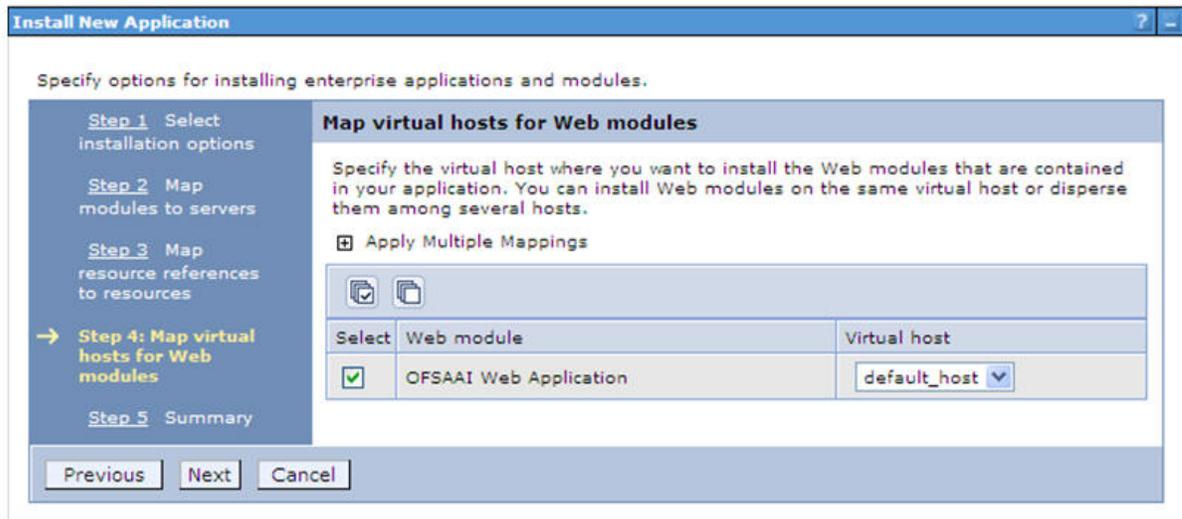 Install New Application
?
Specify options for installing enterprise applications and modules.
Step 1 Select
installation options
Step 2 Map
modules to servers
Step 3 Map
resource references
to resources
Step 4: Map virtual
hosts for Web
modules
Step 5 Summary
Map virtual hosts for Web modules
Specify the virtual host where you want to install the Web modules that are contained
in your application. You can install Web modules on the same virtual host or disperse
them among several hosts.
Apply Multiple Mappings
Select Web module Virtual host
OFSAAI Web Application default_host
Previous Next Cancel